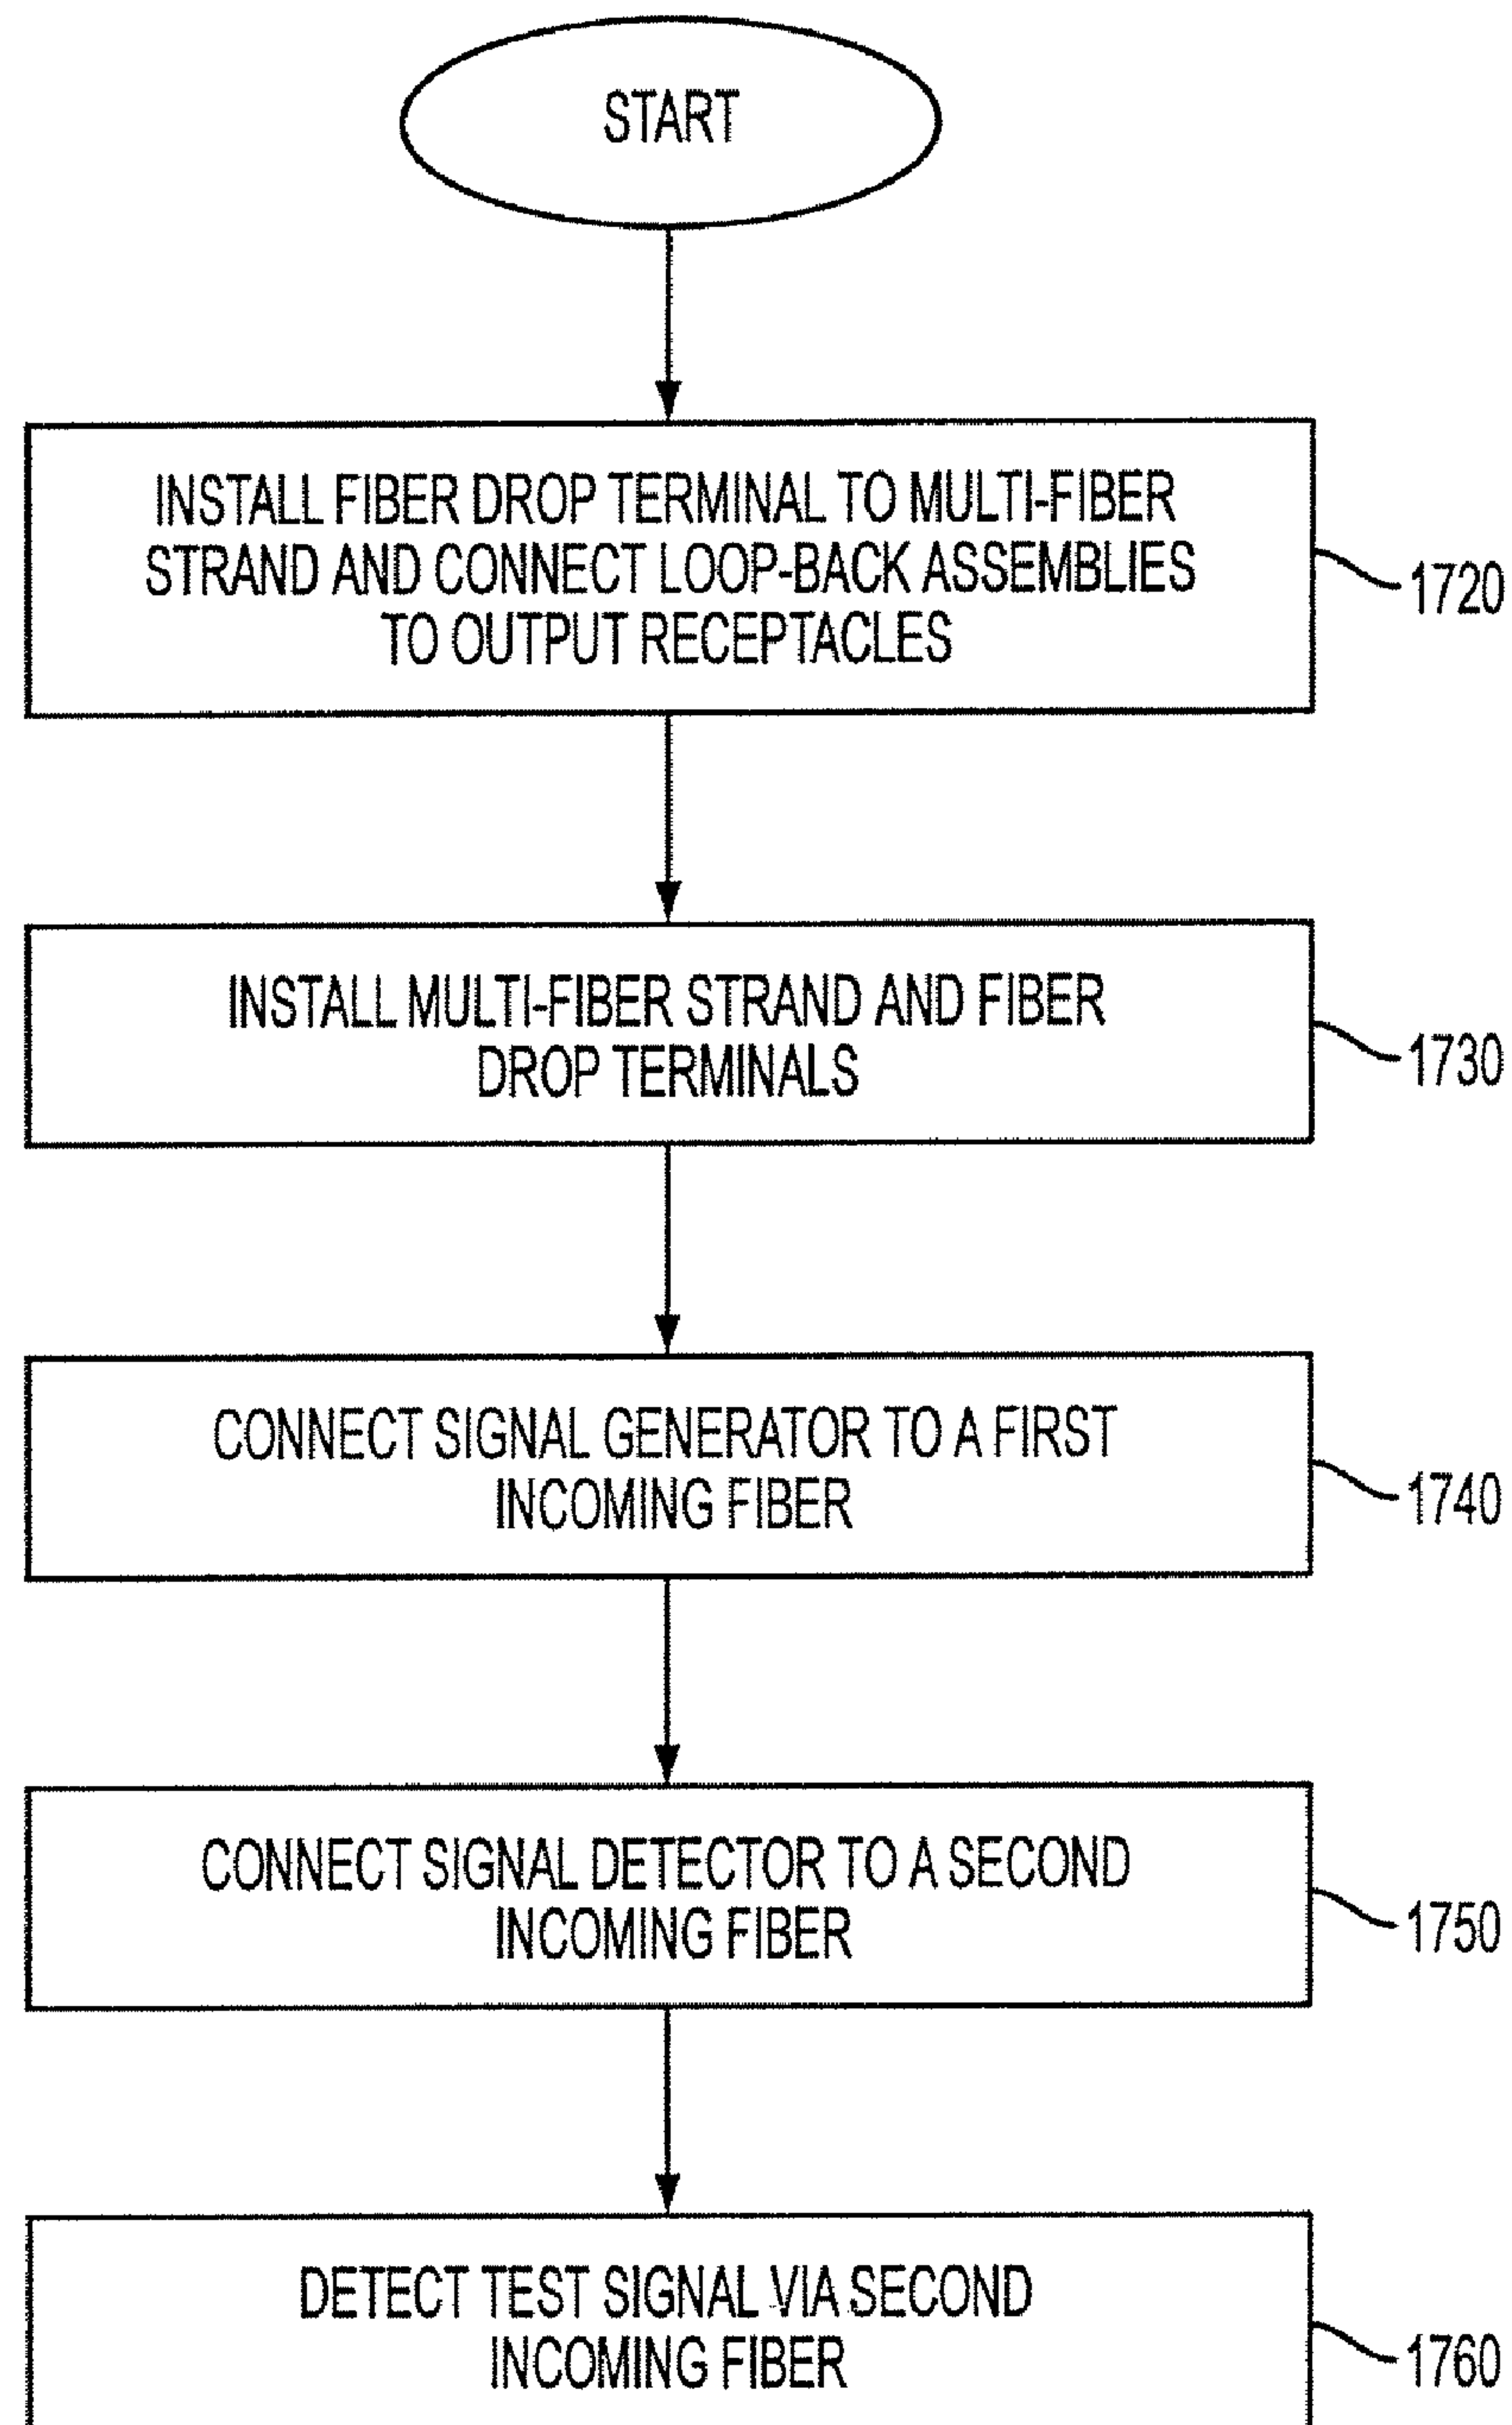 START
INSTALL FIBER DROP TERMINAL TO MULTI-FIBER
STRAND AND CONNECT LOOP-BACK ASSEMBLIES
TO OUTPUT RECEPTACLES
1720
INSTALL MULTI-FIBER STRAND AND FIBER
DROP TERMINALS
1730
CONNECT SIGNAL GENERATOR TO A FIRST
INCOMING FIBER
1740
CONNECT SIGNAL DETECTOR TO A SECOND
INCOMING FIBER
1750
DETECT TEST SIGNAL VIA SECOND
INCOMING FIBER
1760